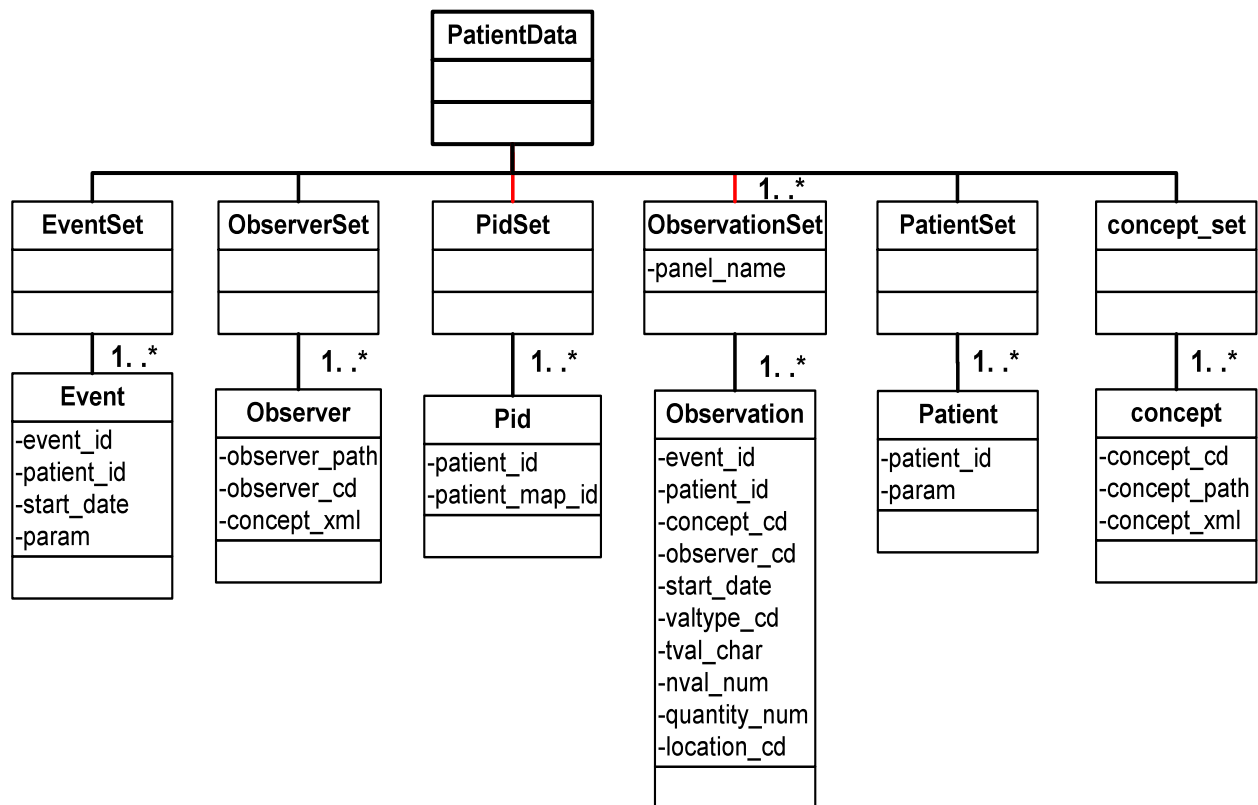 PatientData
1. .*
EventSet
ObserverSet
PidSet
ObservationSet
-panel_name
PatientSet
concept_set
1. .*
Event
-event_id
-patient_id
-start_date
-param
1. .*
Observer
-observer_path
-observer_cd
-concept_xml
1. .*
Pid
-patient_id
-patient_map_id
1. .*
Observation
-event_id
-patient_id
-concept_cd
-observer_cd
-start_date
-valtype_cd
-tval_char
-nval_num
-quantity_num
-location_cd
1. .*
Patient
-patient_id
-param
1. .*
concept
-concept_cd
-concept_path
-concept_xml